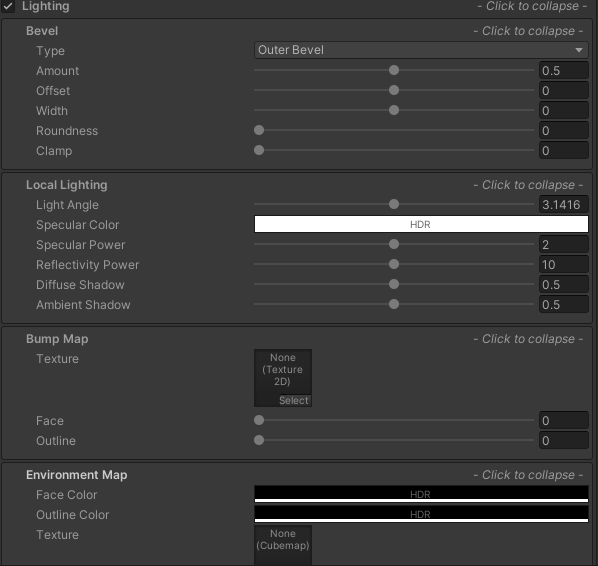 Lighting - Click to collapse -
Bevel - Click to collapse -
Type Outer Bevel
Amount 0.5
Offset 0
Width 0
Roundness 0
Clamp 0
Local Lighting - Click to collapse -
Light Angle 3.1416
Specular Color HDR
Specular Power 2
Reflectivity Power 10
Diffuse Shadow 0.5
Ambient Shadow 0.5
Bump Map - Click to collapse -
Texture None
(Texture
2D)
Select
Face 0
Outline 0
Environment Map - Click to collapse -
Face Color HDR
Outline Color HDR
Texture None
(Cubemap)